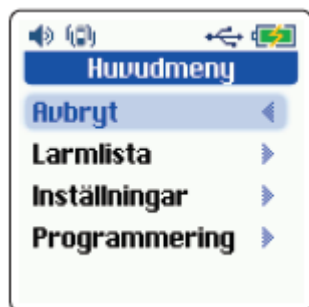 Huvudmeny
Avbryt
Larmlista
Inställningar
Programmering